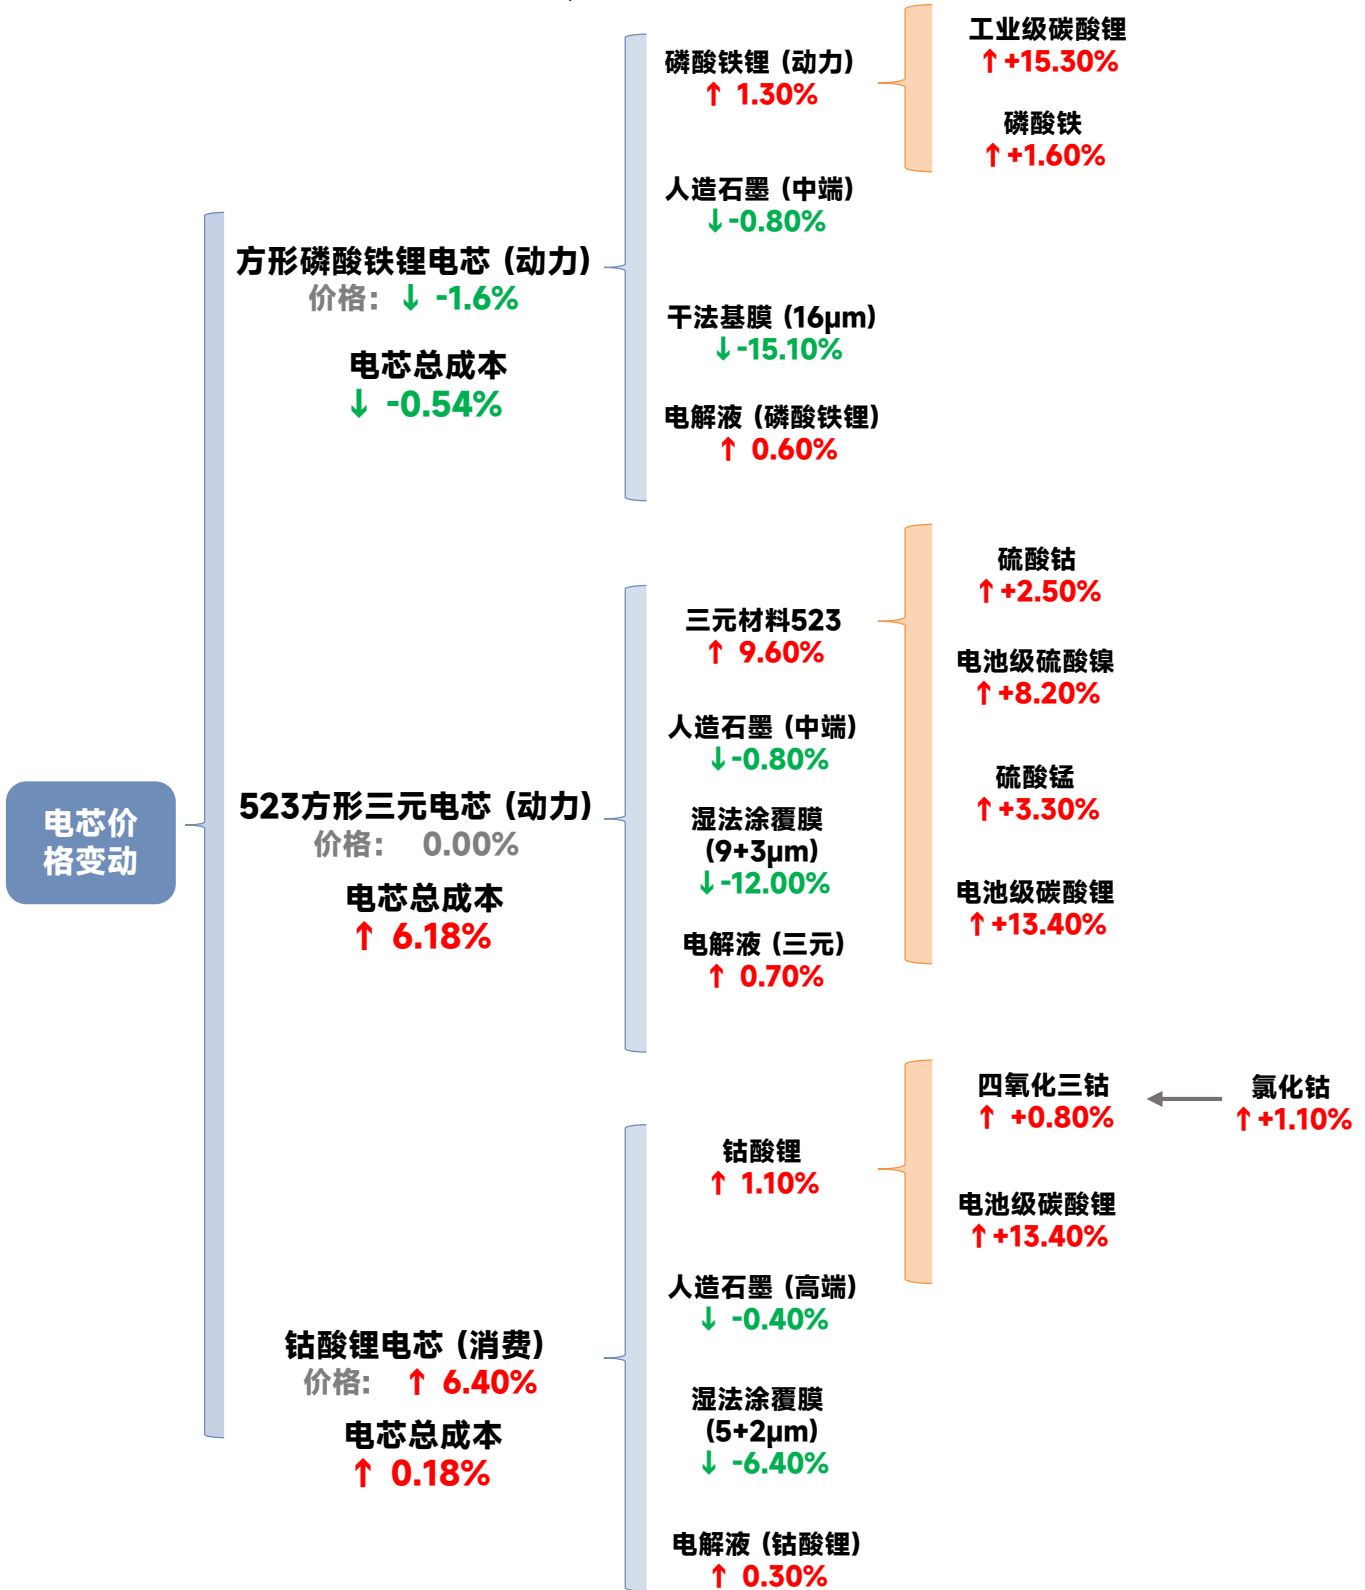 电芯价
格变动
方形磷酸铁锂电芯 (动力)
价格: ↓ -1.6%
电芯总成本
↓ -0.54%
磷酸铁锂 (动力)
↑ 1.30%
工业级碳酸锂
↑+15.30%
磷酸铁
↑+1.60%
人造石墨 (中端)
↓-0.80%
干法基膜 (16μm)
↓-15.10%
电解液 (磷酸铁锂)
↑ 0.60%
523方形三元电芯 (动力)
价格: 0.00%
电芯总成本
↑ 6.18%
三元材料523
↑ 9.60%
硫酸钴
↑+2.50%
电池级硫酸镍
↑+8.20%
硫酸锰
↑+3.30%
电池级碳酸锂
↑+13.40%
人造石墨 (中端)
↓-0.80%
湿法涂覆膜
(9+3μm)
↓-12.00%
电解液 (三元)
↑ 0.70%
钴酸锂电芯 (消费)
价格: ↑ 6.40%
电芯总成本
↑ 0.18%
钴酸锂
↑ 1.10%
四氧化三钴
↑ +0.80%
氯化钴
↑+1.10%
电池级碳酸锂
↑+13.40%
人造石墨 (高端)
↓ -0.40%
湿法涂覆膜
(5+2μm)
↓ -6.40%
电解液 (钴酸锂)
↑ 0.30%